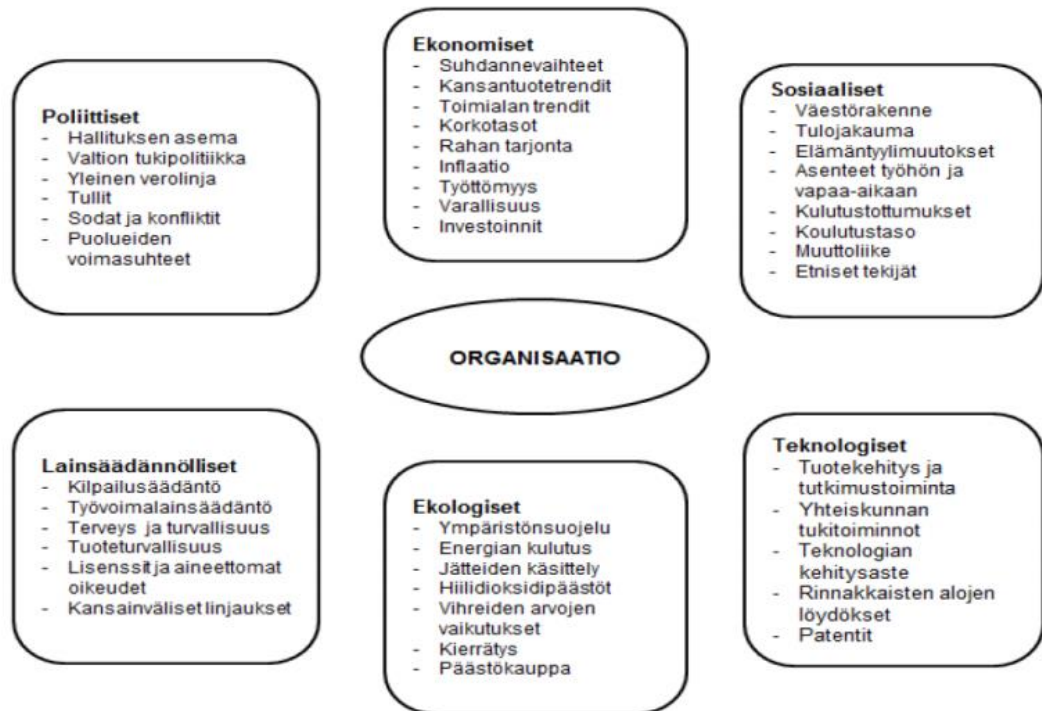 Poliittiset
- Hallituksen asema
- Valtion tukipolitiikka
- Yleinen verolinja
- Tullit
- Sodat ja konfliktit
- Puolueiden
voimasuhteet
Ekonomiset
- Suhdannevaihteet
- Kansantuotetrendit
- Toimialan trendit
- Korkotasot
- Rahan tarjonta
- Inflaatio
- Työttömyys
- Varallisuus
- Investoinnit
Sosiaaliset
- Väestörakenne
- Tulojakauma
- Elämäntyylimuutokset
- Asenteet työhön ja
vapaa-aikaan
- Kulutustottumukset
- Koulutustaso
- Muuttoliike
- Etniset tekijät
ORGANISAATIO
Lainsäädännölliset
- Kilpailusäädäntö
- Työvoimalainsäädäntö
- Terveys ja turvallisuus
- Tuoteturvallisuus
- Lisenssit ja aineettomat
oikeudet
- Kansainväliset linjaukset
Ekologiset
- Ympäristönsuojelu
- Energian kulutus
- Jätteiden käsittely
- Hiilidioksidipäästöt
- Vihreiden arvojen
vaikutukset
- Kierrätys
- Päästökauppa
Teknologiset
- Tuotekehitys ja
tutkimustoiminta
- Yhteiskunnan
tukitoiminnot
- Teknologian
kehitysaste
- Rinnakkaisten alojen
löydökset
- Patentit